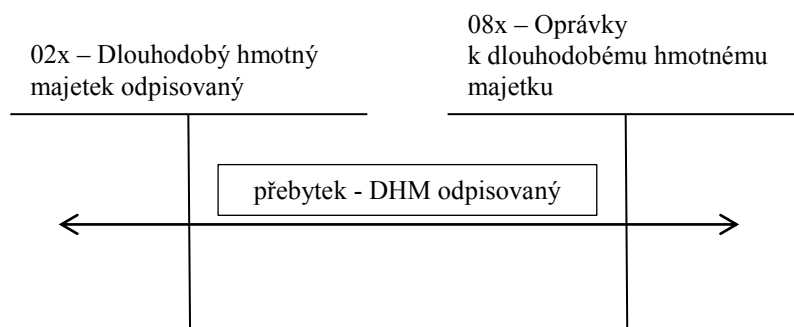 02x – Dlouhodobý hmotný
majetek odpisovaný
08x – Oprávky
k dlouhodobému hmotnému
majetku
přebytek - DHM odpisovaný